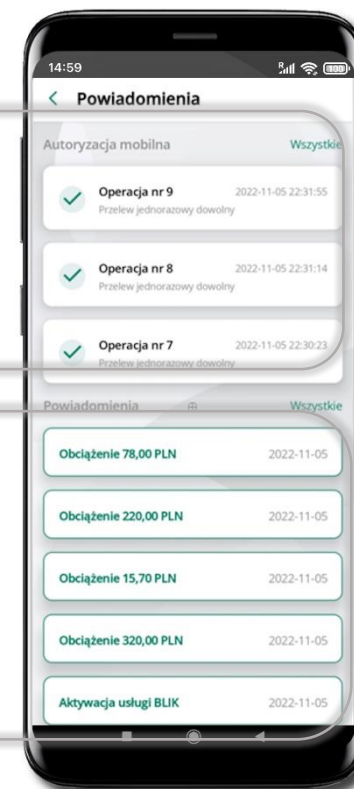 14:59
R
100
Powiadomienia
Autoryzacja mobilna Wszystkie
Operacja nr 9 2022-11-05 22:31:55
Przelew jednorazowy dowolny
Operacja nr 8 2022-11-05 22:31:14
Przelew jednorazowy dowolny
Operacja nr 7 2022-11-05 22:30:23
Przelew jednorazowy dowolny
Powiadomienia Wszystkie
Obciążenie 78,00 PLN 2022-11-05
Obciążenie 220,00 PLN 2022-11-05
Obciążenie 15,70 PLN 2022-11-05
Obciążenie 320,00 PLN 2022-11-05
Aktywacja usługi BLIK 2022-11-05